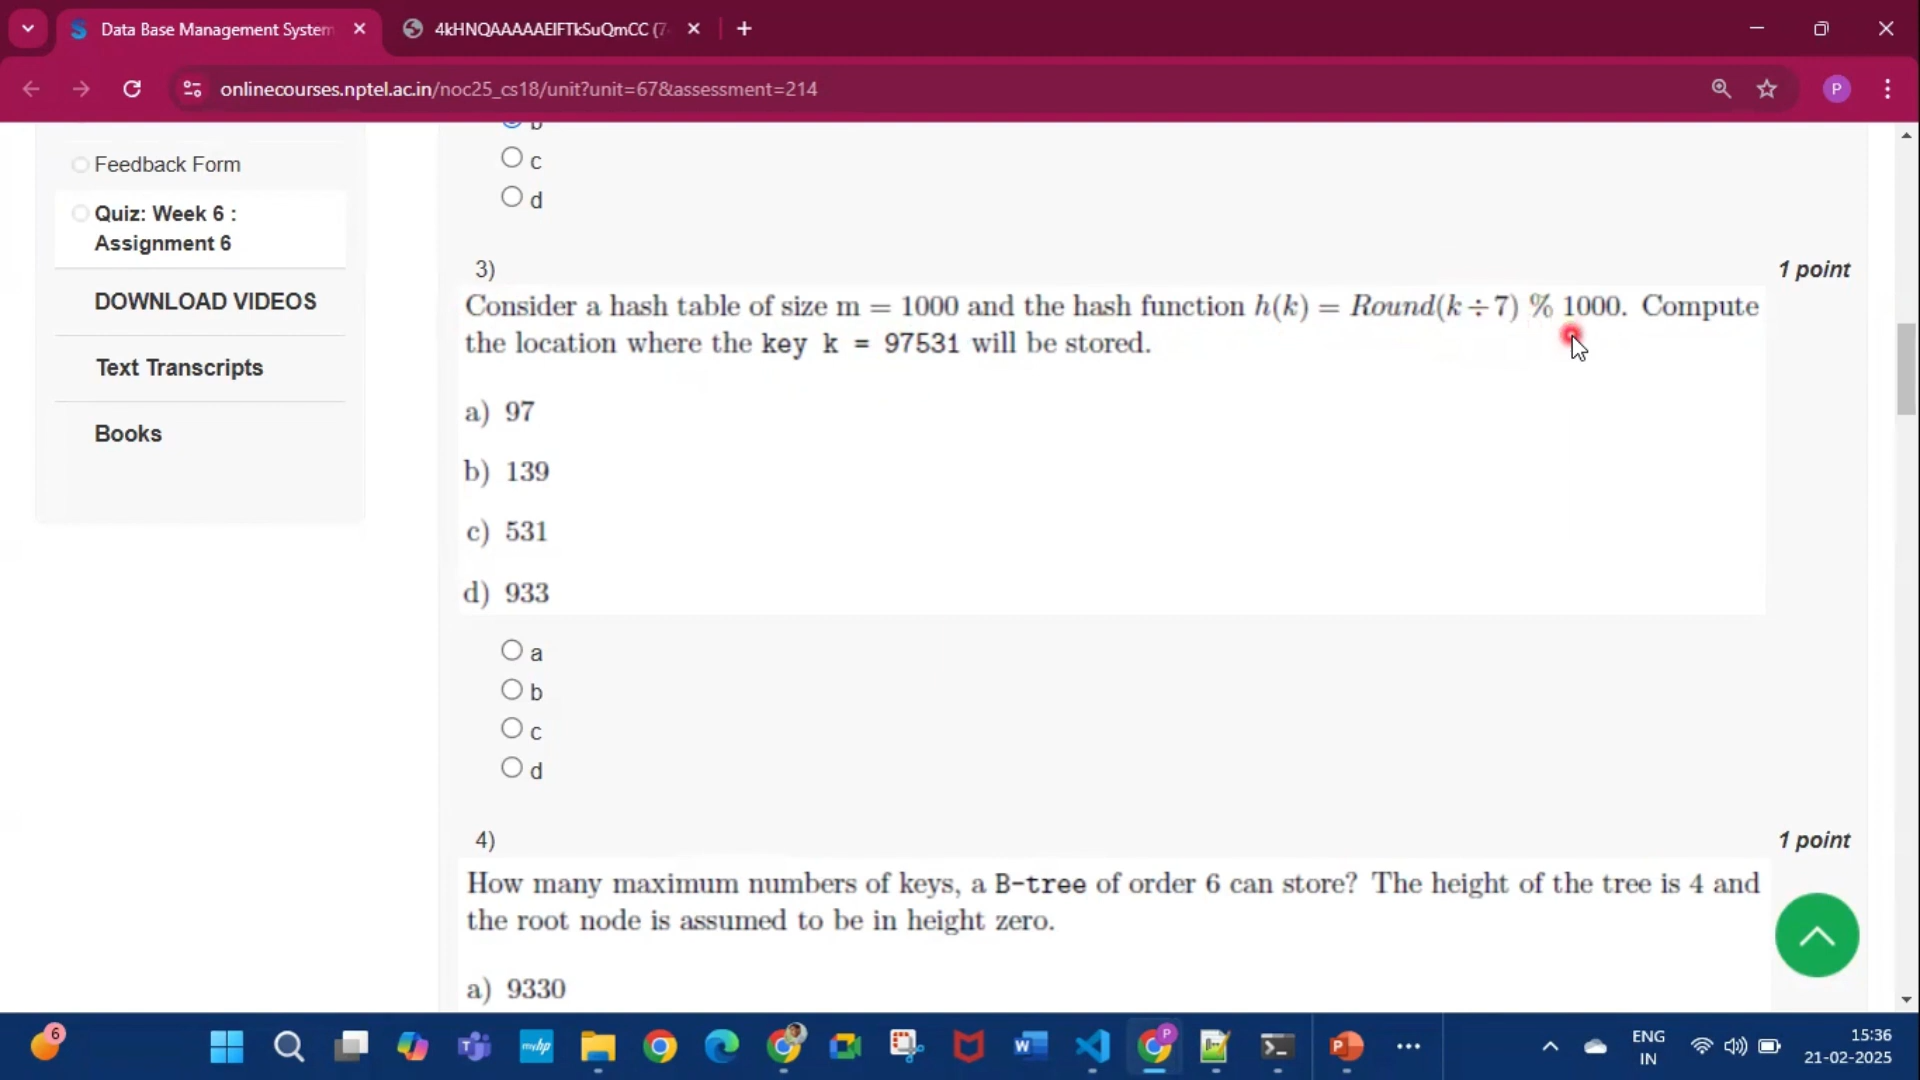 Data Base Management System
4kHNQAAAAAElFTkSuQmCC (7
onlinecourses.nptel.ac.in/noc25_cs18/unit?unit=67&assessment=214
P
b
Feedback Form
c
Quiz: Week 6 :
Assignment 6
d
DOWNLOAD VIDEOS
Text Transcripts
Books
3)
1 point
Consider a hash table of size m = 1000 and the hash function h(k) = Round(k ÷ 7) % 1000. Compute
the location where the key k = 97531 will be stored.
a) 97
b) 139
c) 531
d) 933
a
b
c
d
4)
1 point
How many maximum numbers of keys, a B-tree of order 6 can store? The height of the tree is 4 and
the root node is assumed to be in height zero.
a) 9330
6
myhp
W
P
P
ENG
IN
15:36
21-02-2025